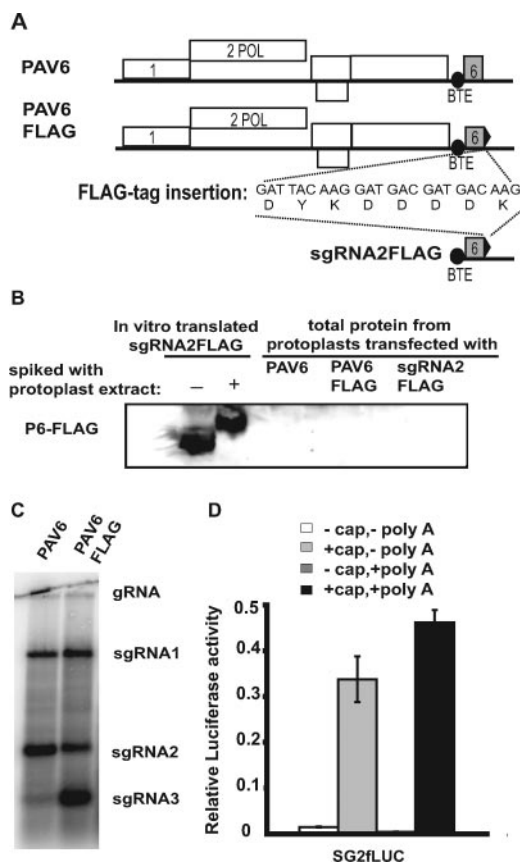 A
PAV6
1
2 POL
6
BTE
PAV6
FLAG
1
2 POL
6
BTE
FLAG-tag insertion:
GAT TAC AAG GAT GAC GAT GAC AAG
D Y K D D D D K
sgRNA2FLAG
6
BTE
B
In vitro translated
sgRNA2FLAG
total protein from
protoplasts transfected with
spiked with
protoplast extract:
– +
PAV6
PAV6
FLAG
sgRNA2
FLAG
P6-FLAG
C
PAV6
PAV6
FLAG
gRNA
sgRNA1
sgRNA2
sgRNA3
D
- cap,- poly A
+cap,- poly A
- cap,+poly A
+cap,+poly A
Relative Luciferase activity
0.5
0.4
0.3
0.2
0.1
0
SG2fLUC